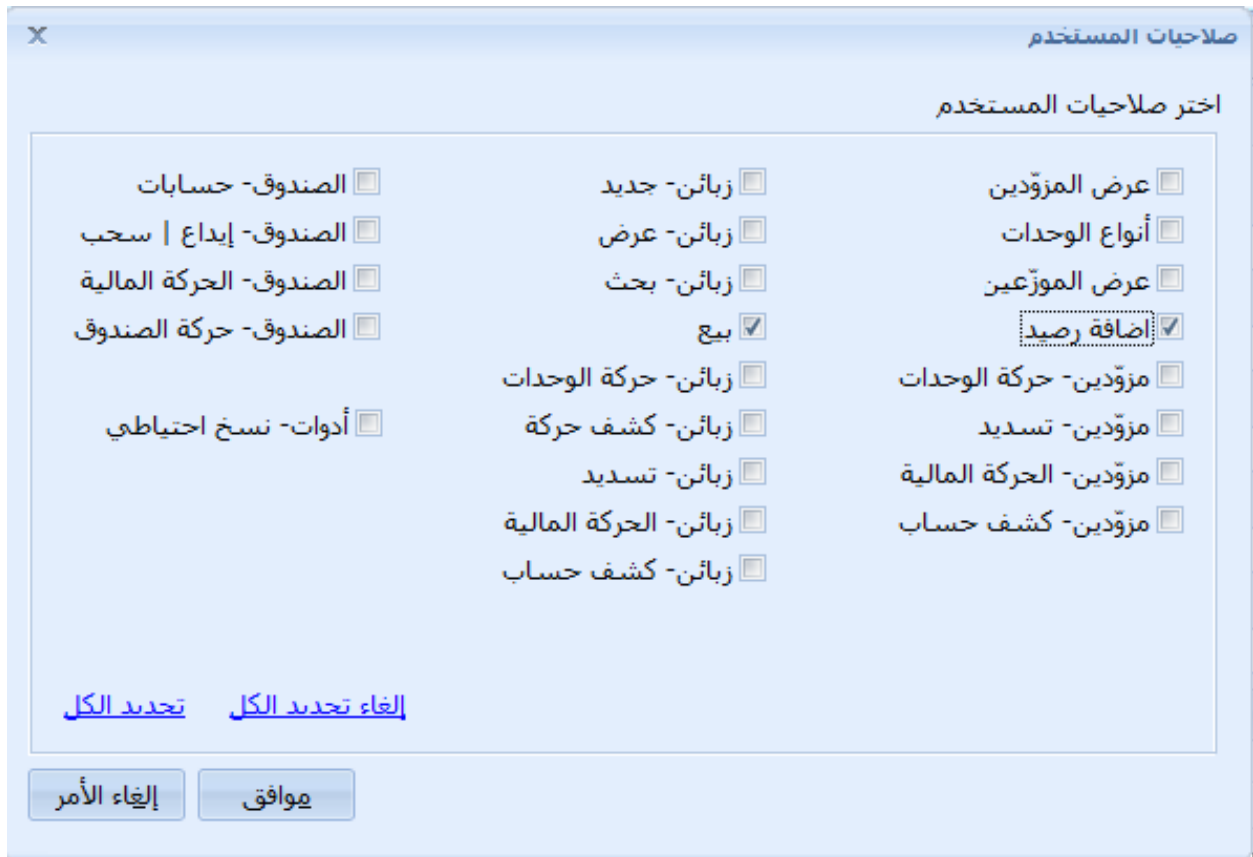 صلاحيات المستخدم
x
اختر صلاحيات المستخدم
عرض المزوّدين
أنواع الوحدات
عرض الموزّعين
اضافة رصيد
مزوّدين- حركة الوحدات
مزوّدين- تسديد
مزوّدين- الحركة المالية
مزوّدين- كشف حساب
زبائن- جديد
زبائن- عرض
زبائن- بحث
بيع
زبائن- حركة الوحدات
زبائن- كشف حركة
زبائن- تسديد
زبائن- الحركة المالية
زبائن- كشف حساب
الصندوق- حسابات
الصندوق- إيداع | سحب
الصندوق- الحركة المالية
الصندوق- حركة الصندوق
أدوات- نسخ احتياطي
إلغاء تحديد الكل
تحديد الكل
موافق
إلغاء الأمر